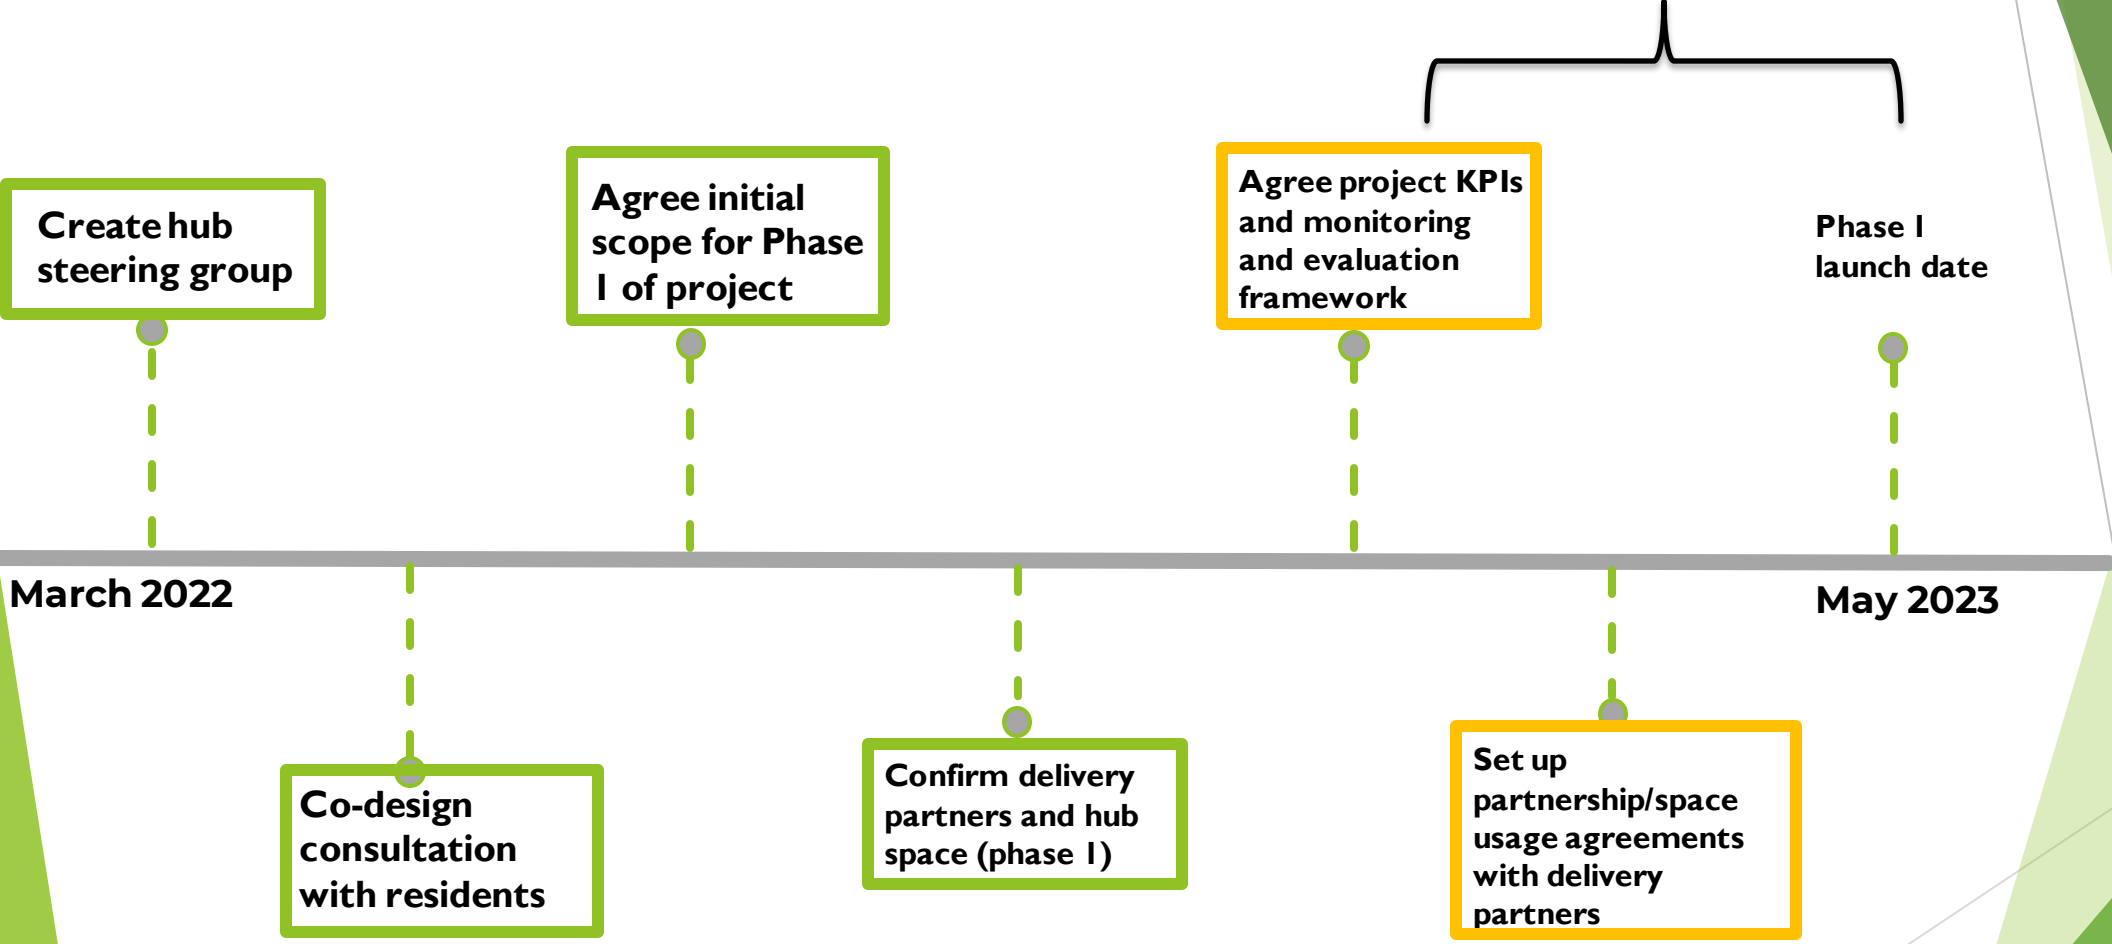 Create hub
steering group
Agree initial
scope for Phase
1 of project
Agree project KPIs
and monitoring
and evaluation
framework
Phase 1
launch date
March 2022
May 2023
Co-design
consultation
with residents
Confirm delivery
partners and hub
space (phase 1)
Set up
partnership/space
usage agreements
with delivery
partners